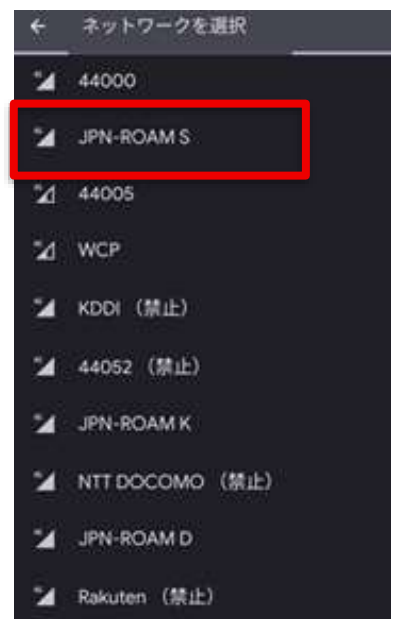 ネットワークを選択
44000
JPN-ROAM S
44005
WCP
KDDI （禁止）
44052 （禁止）
JPN-ROAM K
NTT DOCOMO （禁止）
JPN-ROAM D
Rakuten （禁止）